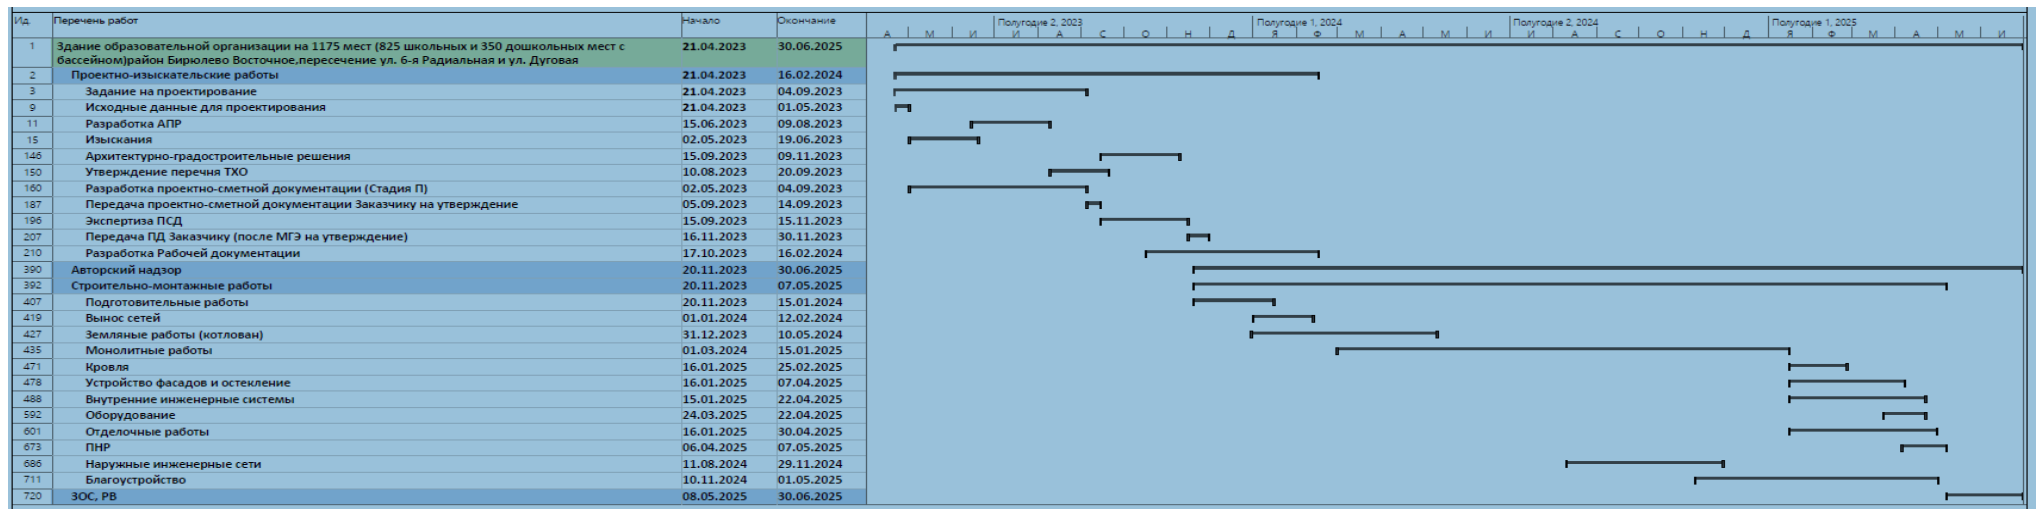 Ид. Перечень работ Начало Окончание Полугодие 2, 2023 Полугодие 1, 2024 Полугодие 2, 2024 Полугодие 1, 2025
А М И И А С О Н Д Я Ф М А М И И А С О Н Д Я Ф М А М И
1 Здание образовательной организации на 1175 мест (825 школьных и 350 дошкольных мест с 21.04.2023 30.06.2025
бассейном)район Бирюлево Восточное,пересечение ул. 6-я Радиальная и ул. Дуговая
2 Проектно-изыскательские работы 21.04.2023 16.02.2024
3 Задание на проектирование 21.04.2023 04.09.2023
9 Исходные данные для проектирования 21.04.2023 01.05.2023
11 Разработка АПР 15.06.2023 09.08.2023
15 Изыскания 02.05.2023 19.06.2023
146 Архитектурно-градостроительные решения 15.09.2023 09.11.2023
150 Утверждение перечня ТХО 10.08.2023 20.09.2023
160 Разработка проектно-сметной документации (Стадия П) 02.05.2023 04.09.2023
187 Передача проектно-сметной документации Заказчику на утверждение 05.09.2023 14.09.2023
196 Экспертиза ПСД 15.09.2023 15.11.2023
207 Передача ПД Заказчику (после МГЭ на утверждение) 16.11.2023 30.11.2023
210 Разработка Рабочей документации 17.10.2023 16.02.2024
390 Авторский надзор 20.11.2023 30.06.2025
392 Строительно-монтажные работы 20.11.2023 07.05.2025
407 Подготовительные работы 20.11.2023 15.01.2024
419 Вынос сетей 01.01.2024 12.02.2024
427 Земляные работы (котлован) 31.12.2023 10.05.2024
435 Монолитные работы 01.03.2024 15.01.2025
471 Кровля 16.01.2025 25.02.2025
478 Устройство фасадов и остекление 16.01.2025 07.04.2025
488 Внутренние инженерные системы 15.01.2025 22.04.2025
592 Оборудование 24.03.2025 22.04.2025
601 Отделочные работы 16.01.2025 30.04.2025
673 ПНР 06.04.2025 07.05.2025
686 Наружные инженерные сети 11.08.2024 29.11.2024
711 Благоустройство 10.11.2024 01.05.2025
720 ЗОС, РВ 08.05.2025 30.06.2025